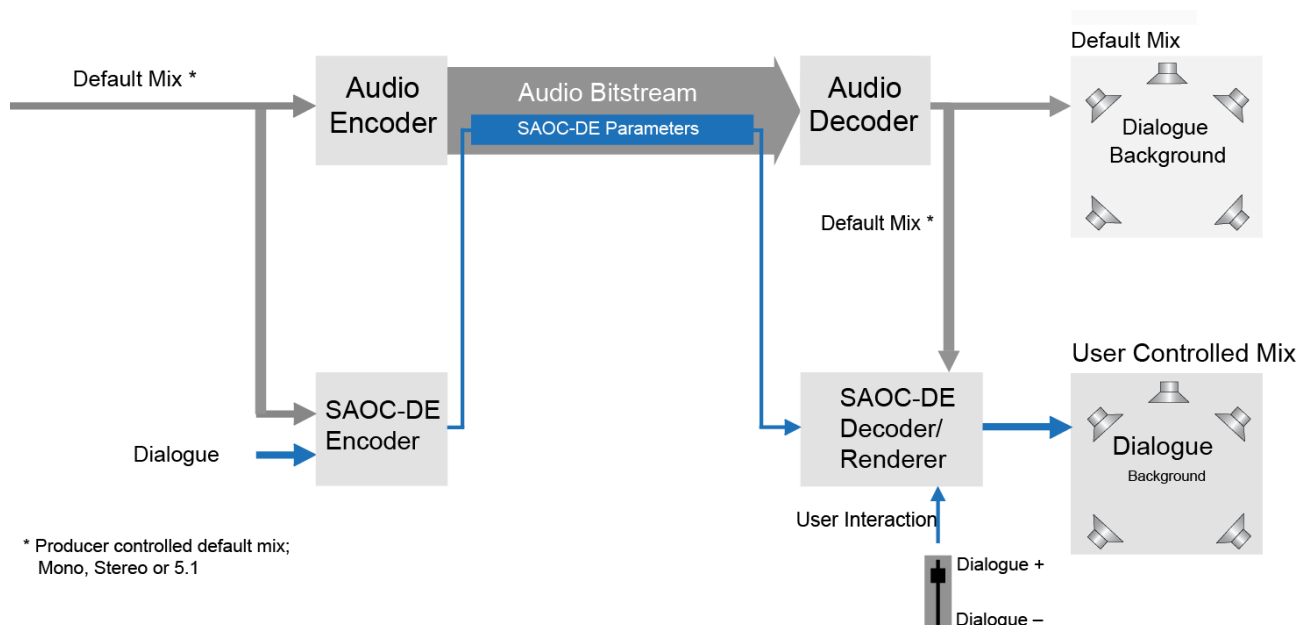 Default Mix *
Audio
Encoder
Audio Bitstream
SAOC-DE Parameters
Audio
Decoder
Default Mix
Dialogue
Background
Default Mix *
SAOC-DE
Encoder
Dialogue
SAOC-DE
Decoder/
Renderer
User Controlled Mix
Dialogue
Background
User Interaction
Dialogue +
Dialogue –
* Producer controlled default mix;
Mono, Stereo or 5.1